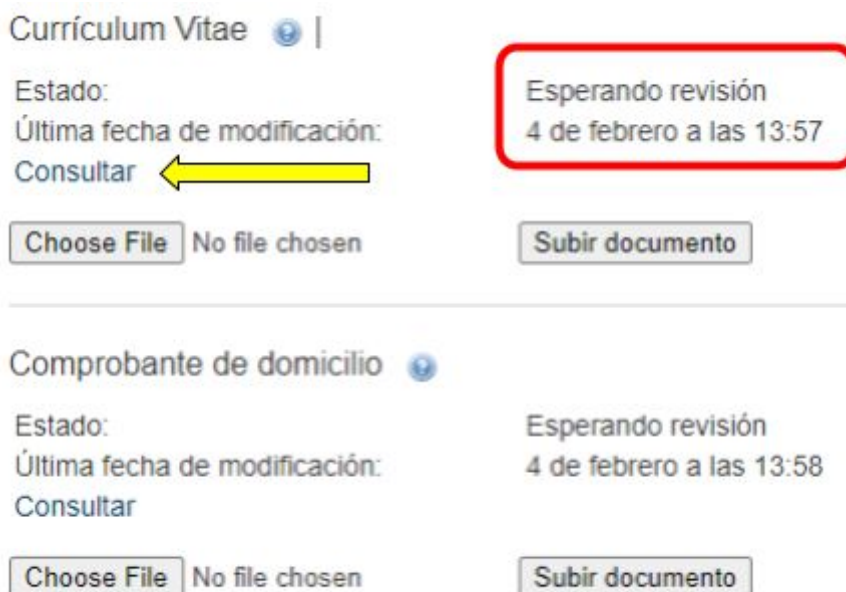 Currículum Vitae |
Estado: Esperando revisión
Última fecha de modificación: 4 de febrero a las 13:57
Consultar
Choose File No file chosen Subir documento
Comprobante de domicilio
Estado: Esperando revisión
Última fecha de modificación: 4 de febrero a las 13:58
Consultar
Choose File No file chosen Subir documento